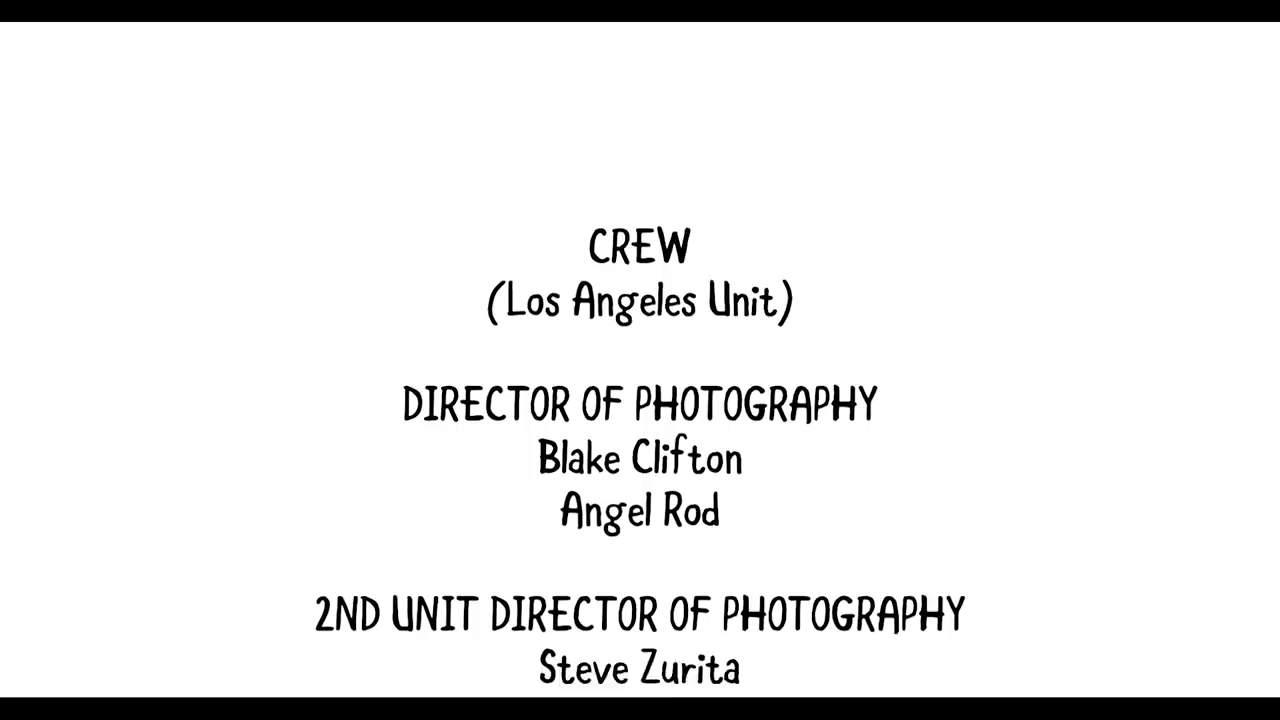 CREW
(Los Angeles Unit)
DIRECTOR OF PHOTOGRAPHY
Blake Clifton
Angel Rod
2ND UNIT DIRECTOR OF PHOTOGRAPHY
Steve Zurita